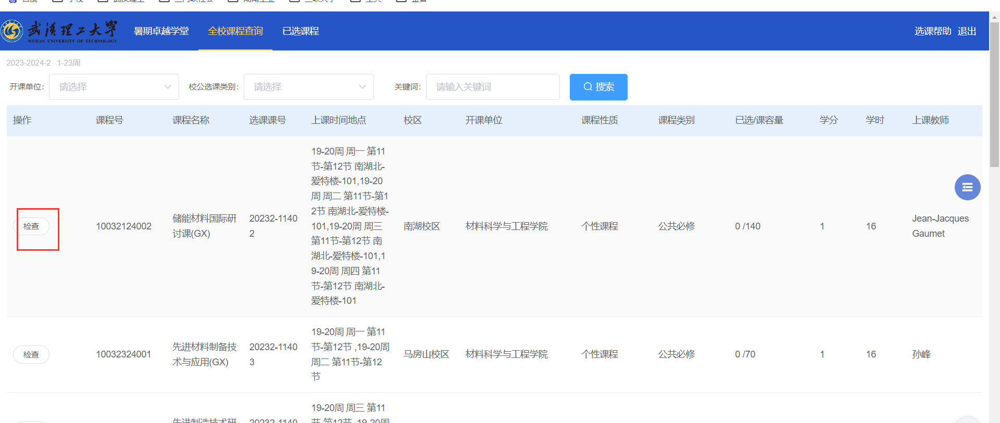 武汉理工大学
WUHAN UNIVERSITY OF TECHNOLOGY
暑期卓越学堂 全校课程查询 已选课程 选课帮助 退出
2023-2024-2 1-23周
开课单位: 请选择 校公选课类别: 请选择 关键词: 请输入关键词 搜索
操作 课程号 课程名称 选课课号 上课时间地点 校区 开课单位 课程性质 课程类别 已选/课容量 学分 学时 上课教师
19-20周 周一 第11
节-第12节 南湖北-
爱特楼-101,19-20
周 周二 第11节-第1
2节 南湖北-爱特楼-
101,19-20周 周三
第11节-第12节 南
湖北-爱特楼-101,1
9-20周 周四 第11
节-第12节 南湖北-
爱特楼-101
检查
10032124002
储能材料国际研
讨课(GX)
20232-1140
2
南湖校区
材料科学与工程学院
个性课程
公共必修
0 /140
1
16
Jean-Jacques
Gaumet
检查
10032324001
先进材料制备技
术与应用(GX)
20232-1140
3
19-20周 周一 第11
节-第12节 ,19-20周
周二 第11节-第12
节
马房山校区
材料科学与工程学院
个性课程
公共必修
0 /70
1
16
孙峰
19-20周 周三 第11
节-第12节 ,19-20周
先进制造技术研
20232-1140